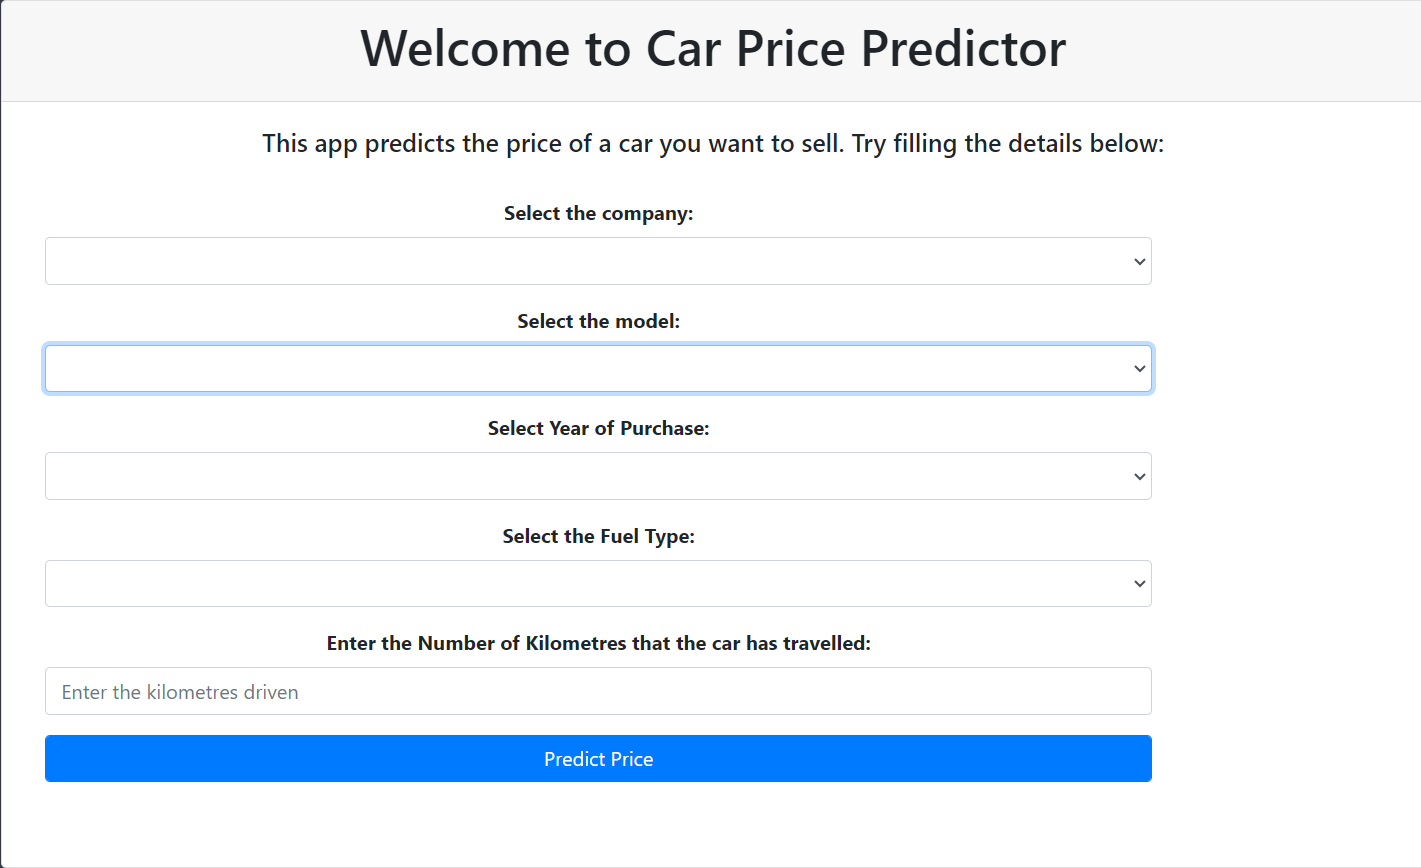 Welcome to Car Price Predictor
This app predicts the price of a car you want to sell. Try filling the details below:
Select the company:
Select the model:
Select Year of Purchase:
Select the Fuel Type:
Enter the Number of Kilometres that the car has travelled:
Enter the kilometres driven
Predict Price